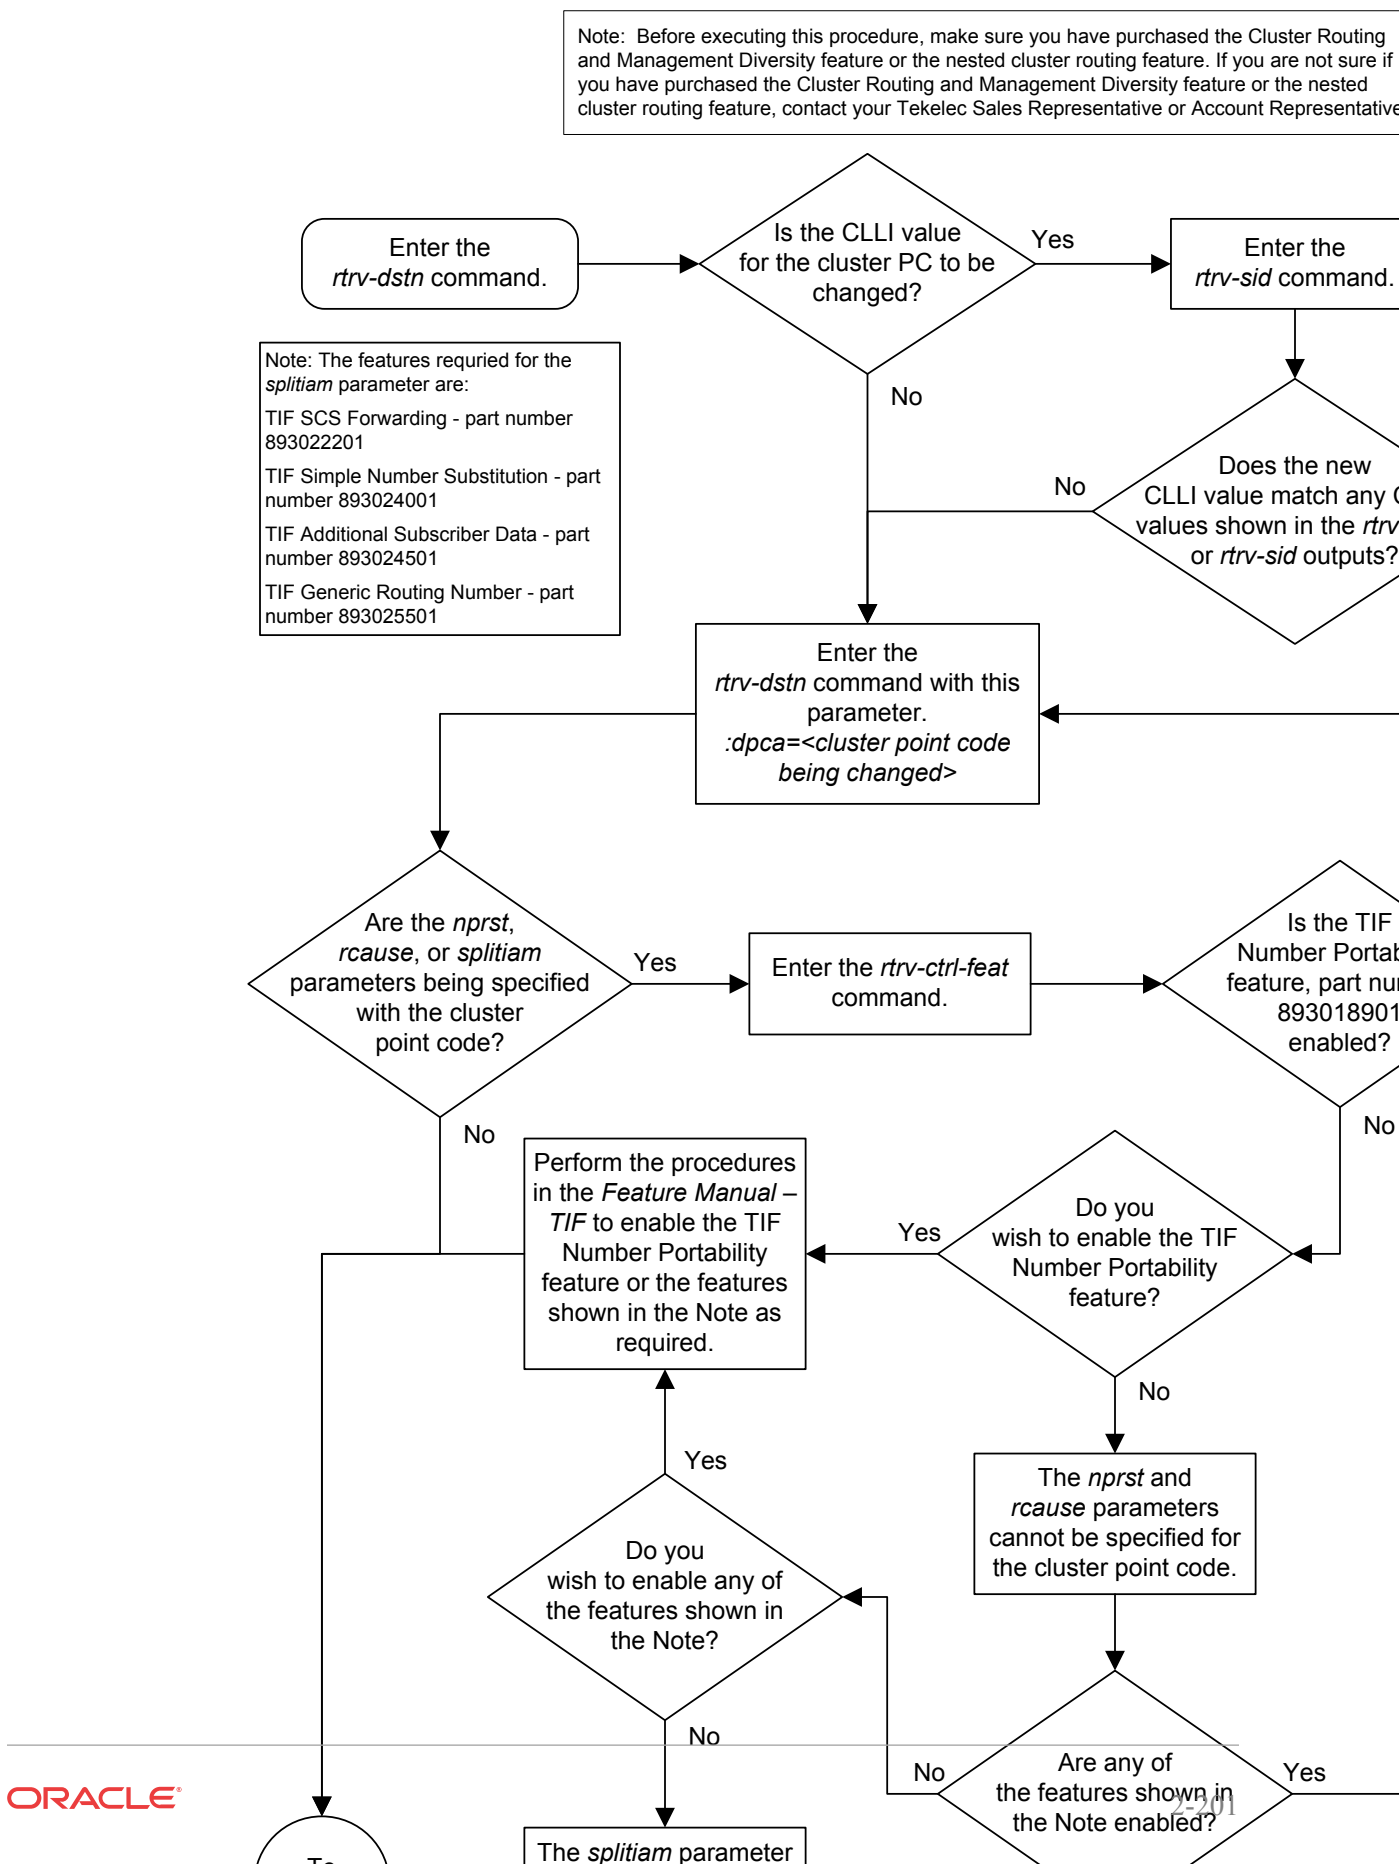 Note:  Before executing this procedure, make sure you have purchased the Cluster Routing
and Management Diversity feature or the nested cluster routing feature. If you are not sure if
you have purchased the Cluster Routing and Management Diversity feature or the nested
cluster routing feature, contact your Tekelec Sales Representative or Account Representative
Enter the
rtrv-dstn command.
Is the CLLI value
for the cluster PC to be
changed?
Yes
Enter the
rtrv-sid command.
No
Note: The features requried for the
splitiam parameter are:
TIF SCS Forwarding - part number
893022201
TIF Simple Number Substitution - part
number 893024001
TIF Additional Subscriber Data - part
number 893024501
TIF Generic Routing Number - part
number 893025501
No
Does the new
CLLI value match any
values shown in the
or rtrv-sid outputs?
Enter the
rtrv-dstn command with this
parameter.
:dpca=<cluster point code
being changed>
Are the nprst,
rcause, or splitiam
parameters being specified
with the cluster
point code?
Yes
Enter the rtrv-ctrl-feat
command.
Is the TIF
Number
feature, part
893018901
enabled?
No
No
Perform the procedures
in the Feature Manual –
TIF to enable the TIF
Number Portability
feature or the features
shown in the Note as
required.
Yes
Do you
wish to enable the TIF
Number Portability
feature?
No
Yes
The nprst and
rcause parameters
cannot be specified for
the cluster point code.
Do you
wish to enable any of
the features shown in
the Note?
No
No
Are any of
the features shown in
the Note enabled?
Yes
ORACLE®
2-201
To
The splitiam parameter